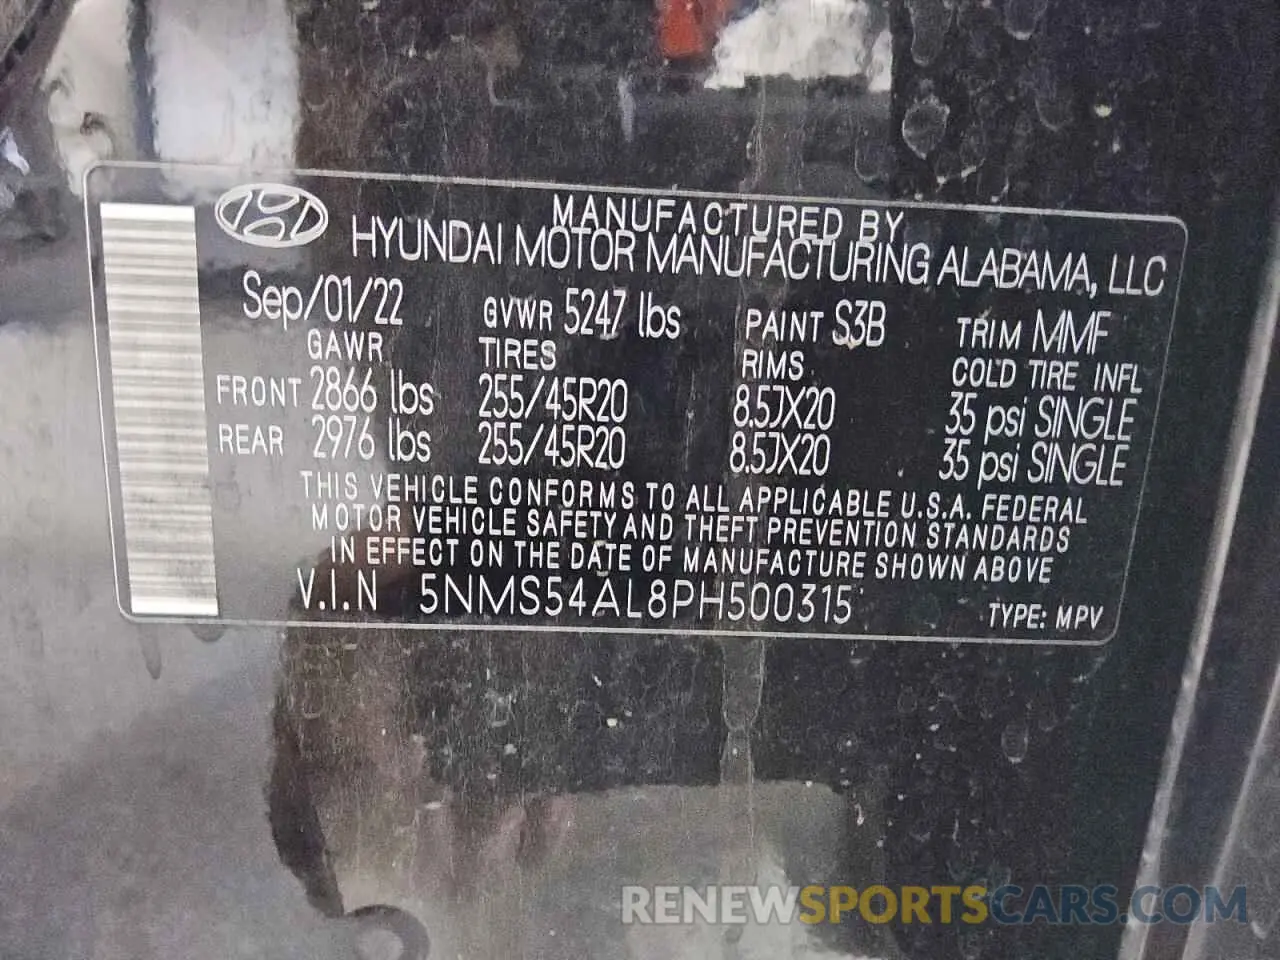 MANUFACTURED BY
HYUNDAI MOTOR MANUFACTURING ALABAMA, LLC
Sep/01/22 GVWR 5247 lbs PAINT S3B TRIM MMF
GAWR TIRES RIMS COLD TIRE INFL
FRONT 2866 lbs 255/45R20 8.5JX20 35 psi SINGLE
REAR 2976 lbs 255/45R20 8.5JX20 35 psi SINGLE
THIS VEHICLE CONFORMS TO ALL APPLICABLE U.S.A. FEDERAL
MOTOR VEHICLE SAFETY AND THEFT PREVENTION STANDARDS
IN EFFECT ON THE DATE OF MANUFACTURE SHOWN ABOVE
V.I.N 5NMS54AL8PH500315 TYPE: MPV
RENEWSPORTSCARS.COM